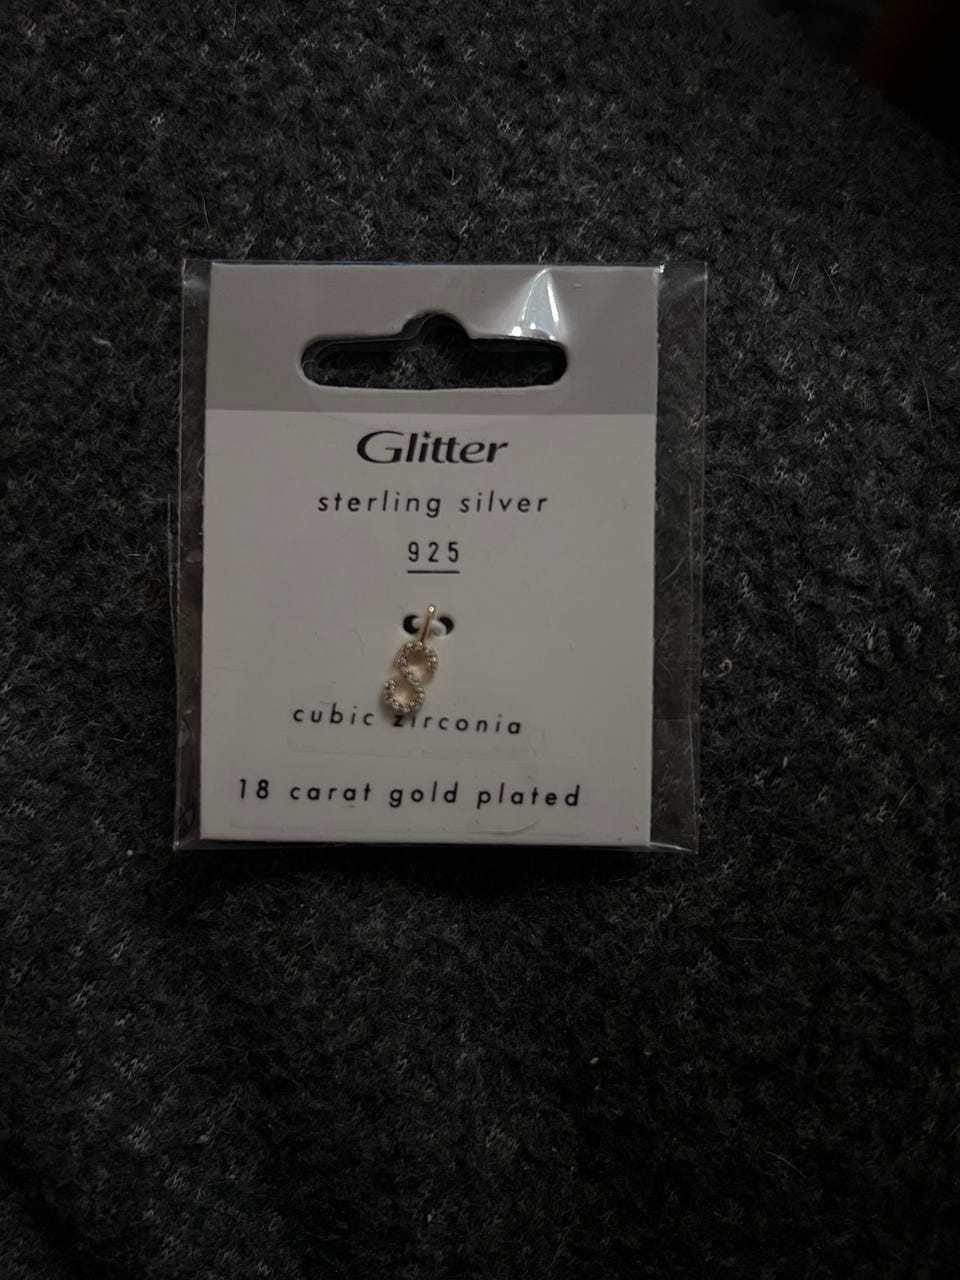 Glitter
sterling silver
925
S
cubic zirconia
18 carat gold plated